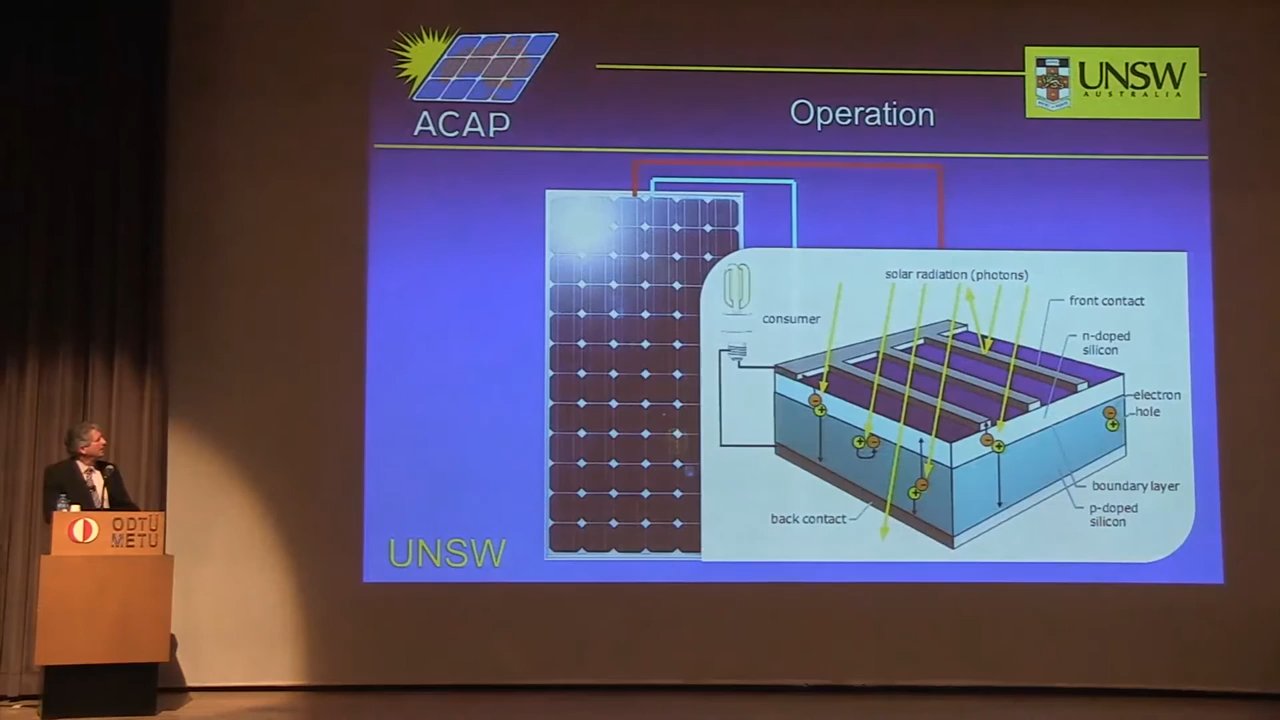 ACAP
UNSW
AUSTRALIA
Operation
solar radiation (photons)
consumer
front contact
n-doped
silicon
electron
hole
boundary layer
p-doped
silicon
back contact
UNSW
ODTÜ
METU